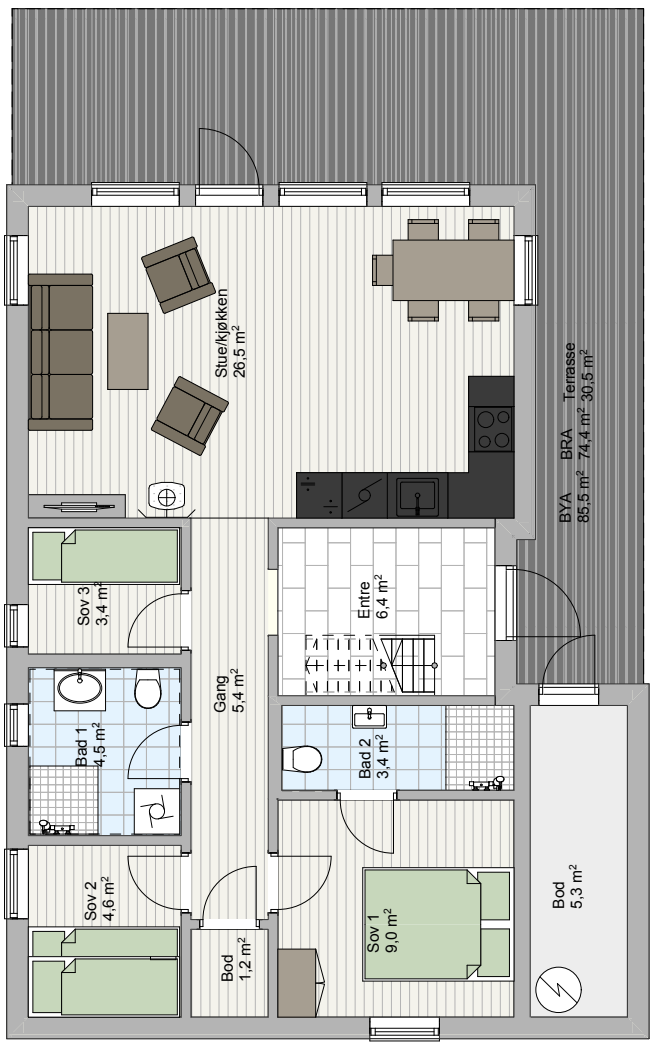 Stue/kjøkken
26,5 m²
BYA BRA Terrasse
85,5 m² 74,4 m² 30,5 m²
Sov 3
3,4 m²
Entre
6,4 m²
Gang
5,4 m²
Bad 1
4,5 m²
Bad 2
3,4 m²
Sov 2
4,6 m²
Bod
1,2 m²
Sov 1
9,0 m²
Bod
5,3 m²